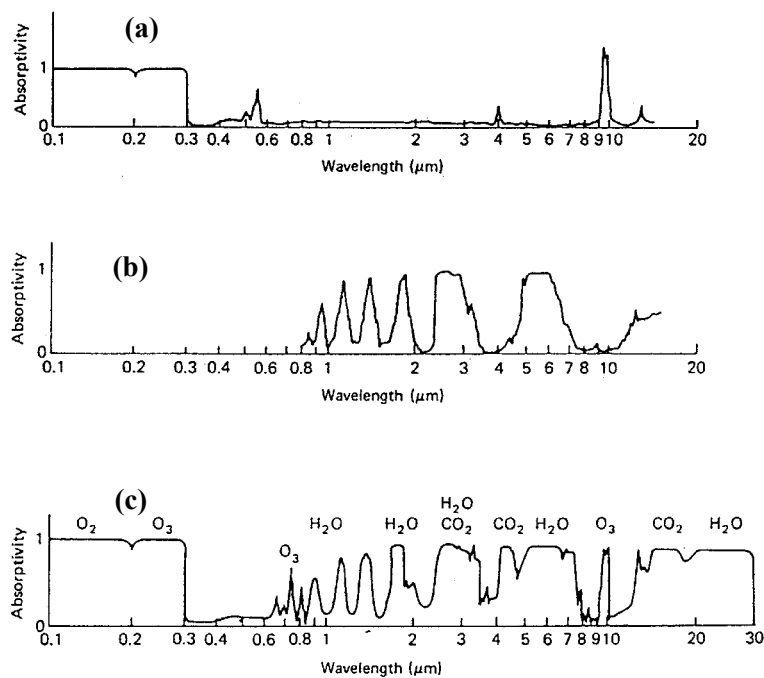 (a)
Absorptivity
1
0
0.1 0.2 0.3 0.4 0.6 0.8 1 2 3 4 5 6 7 8 9 10 20
Wavelength (μm)
(b)
Absorptivity
1
0
0.1 0.2 0.3 0.4 0.6 0.8 1 2 3 4 5 6 7 8 9 10 20
Wavelength (μm)
(c)
H₂O
O₂ O₃ H₂O H₂O CO₂ CO₂ H₂O O₃ CO₂ H₂O
O₃
Absorptivity
1
0
0.1 0.2 0.3 0.4 0.6 0.8 1 2 3 4 5 6 7 8 9 10 20 30
Wavelength (μm)